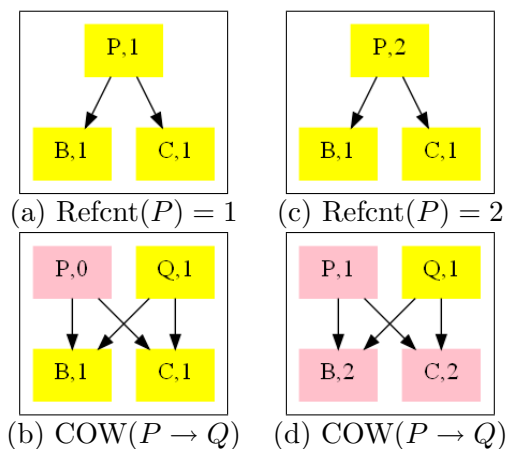 P,1
B,1 C,1
(a) Refcnt(P) = 1
P,2
B,1 C,1
(c) Refcnt(P) = 2
P,0 Q,1
B,1 C,1
(b) COW(P → Q)
P,1 Q,1
B,2 C,2
(d) COW(P → Q)